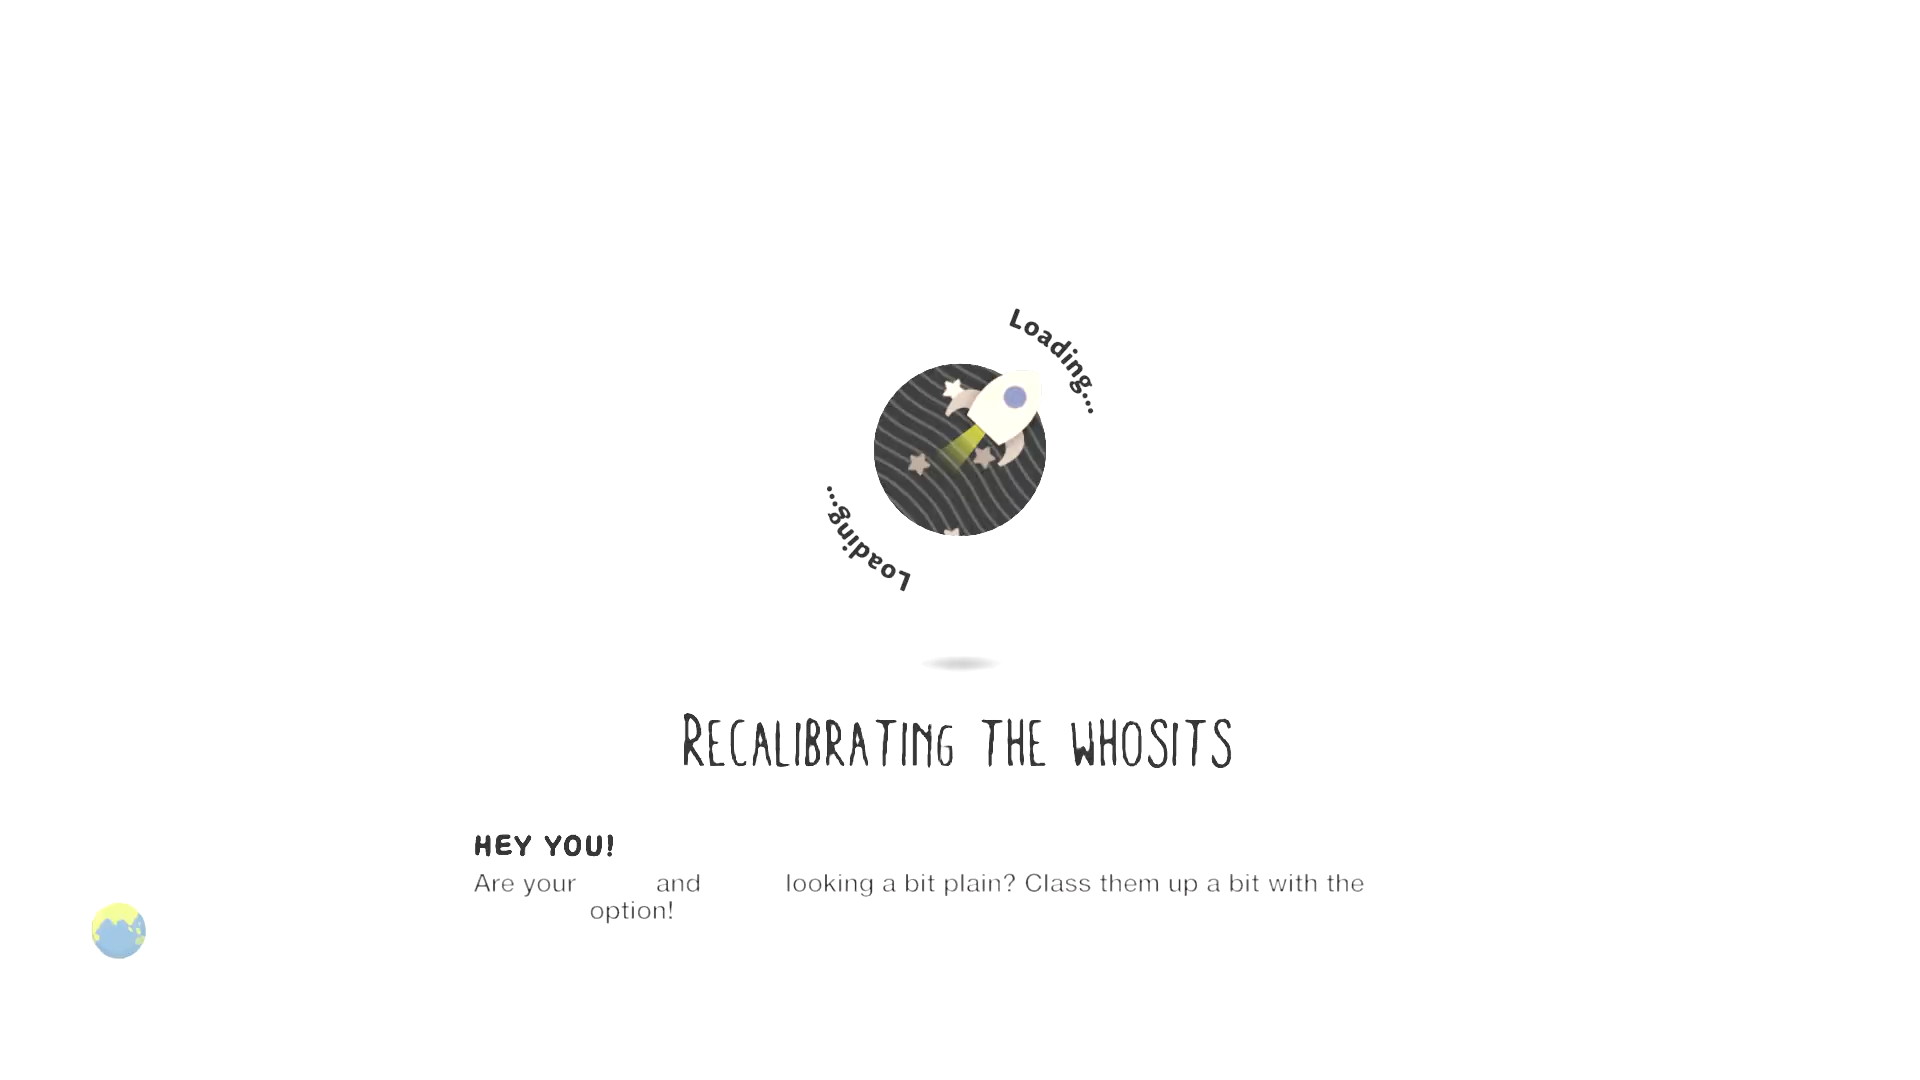 Loading...
Loading...
RECALIBRATING THE WHOSITS
HEY YOU!
Are your and looking a bit plain? Class them up a bit with the
option!